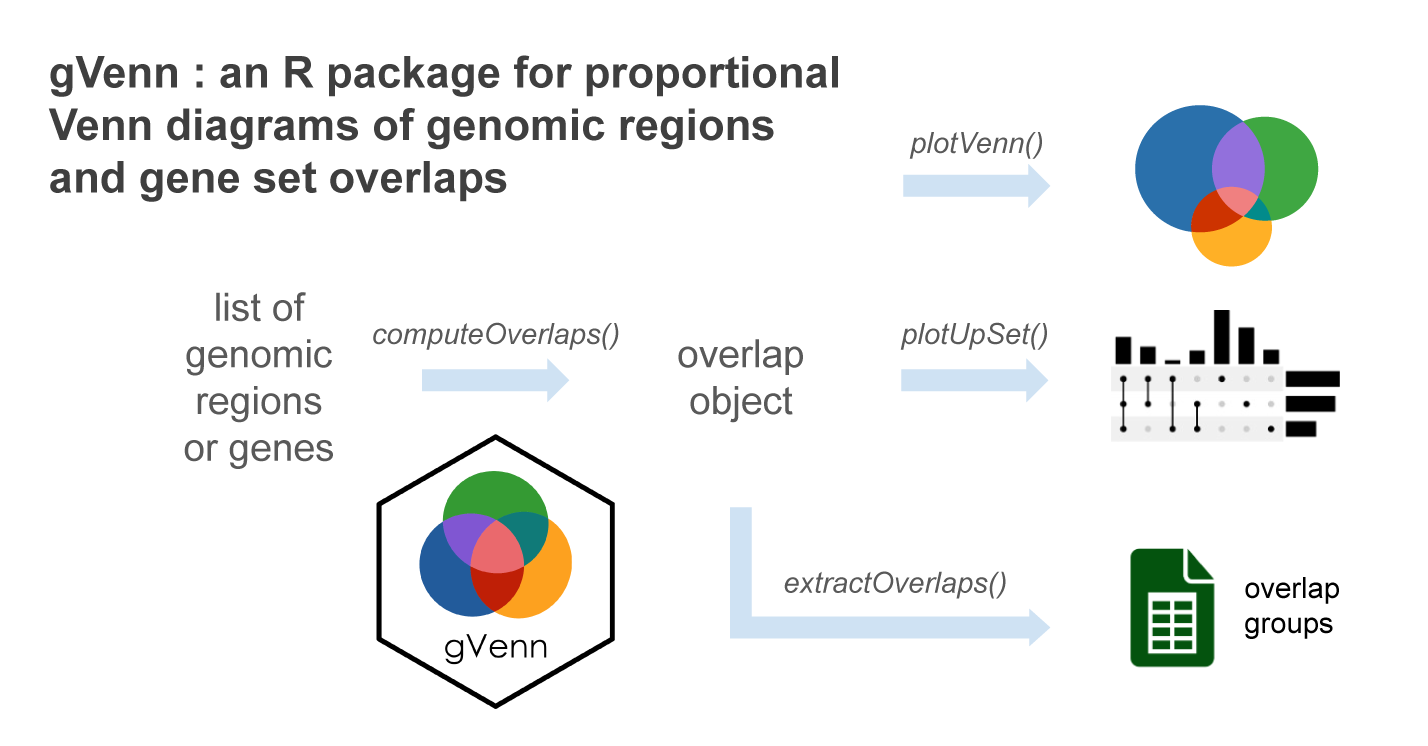 gVenn : an R package for proportional
Venn diagrams of genomic regions
and gene set overlaps
plotVenn()
list of
genomic
regions
or genes
computeOverlaps()
overlap
object
plotUpSet()
gVenn
extractOverlaps()
overlap
groups